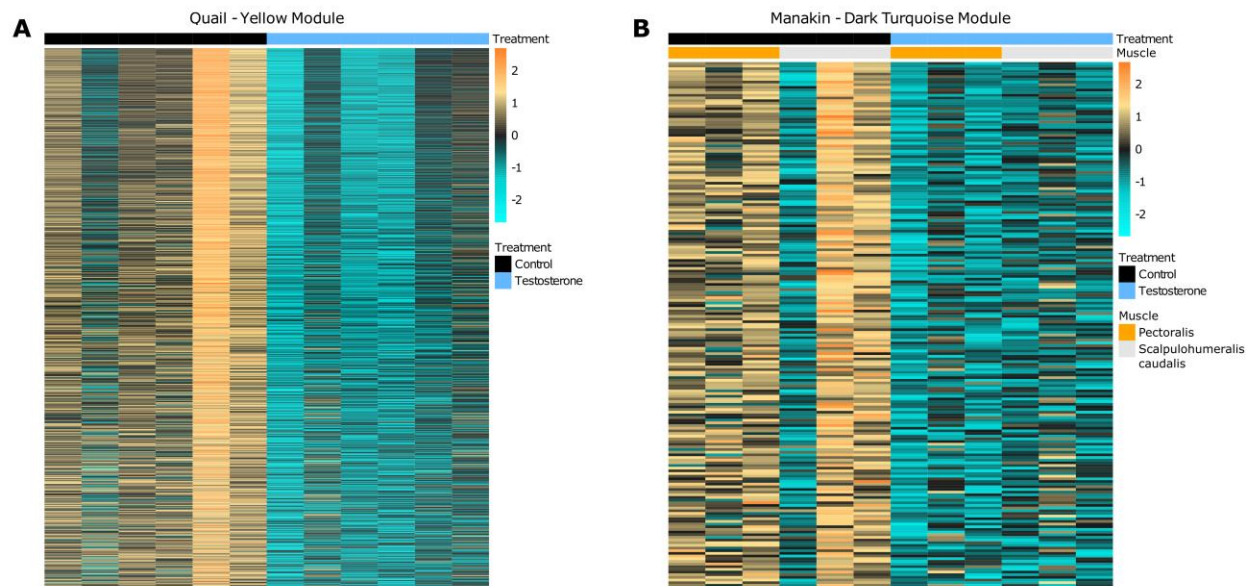 A
Quail - Yellow Module
Treatment
2
1
0
-1
-2
Treatment
Control
Testosterone
B
Manakin - Dark Turquoise Module
Treatment
Muscle
2
1
0
-1
-2
Treatment
Control
Testosterone
Muscle
Pectoralis
Scalpulohumeralis
caudalis